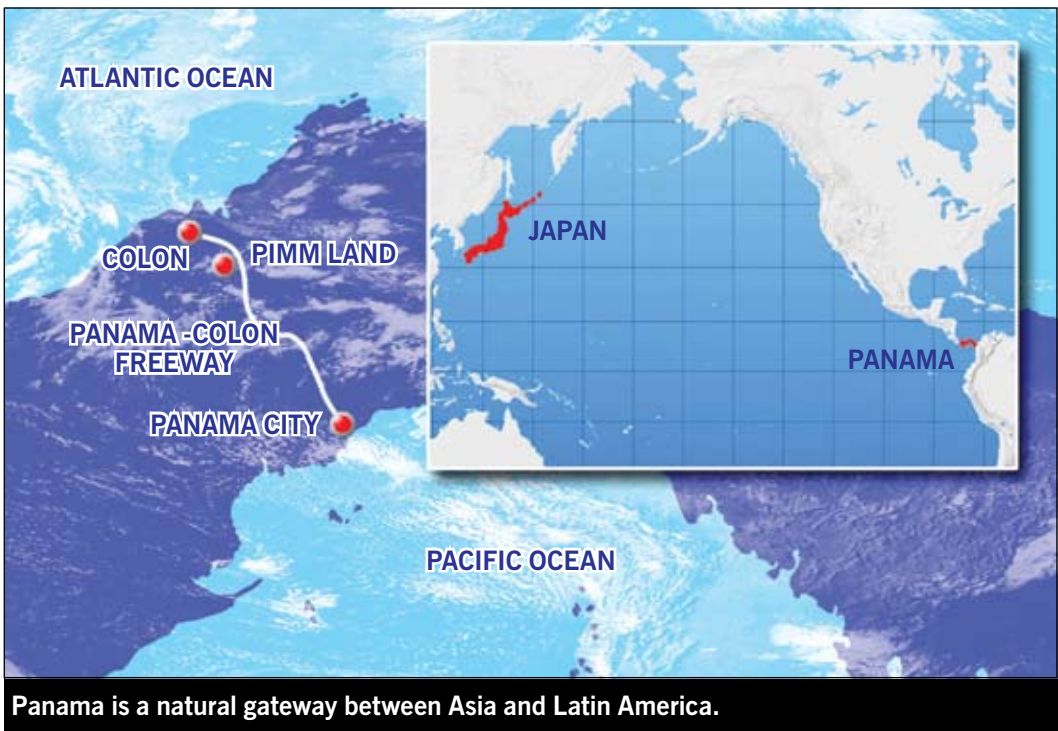 ATLANTIC OCEAN
JAPAN
COLON
PIMM LAND
PANAMA -COLON
FREEWAY
PANAMA
PANAMA CITY
PACIFIC OCEAN
Panama is a natural gateway between Asia and Latin America.